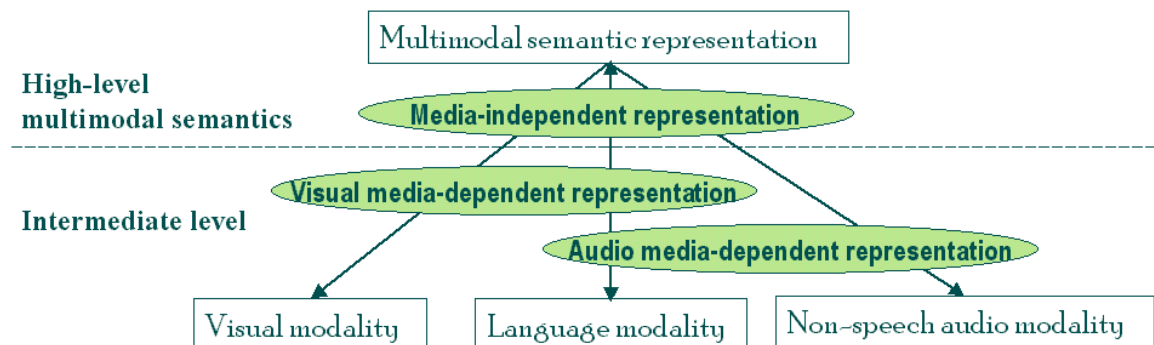 Multimodal semantic representation
High-level
multimodal semantics
Media-independent representation
Visual media-dependent representation
Intermediate level
Audio media-dependent representation
Visual modality
Language modality
Non-speech audio modality